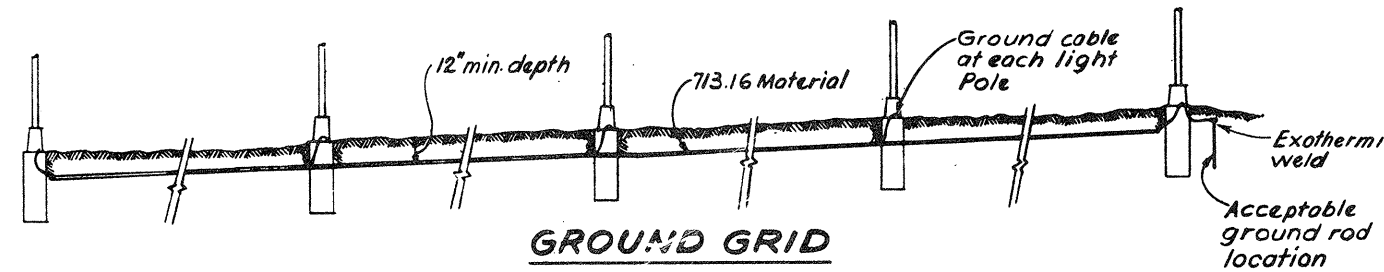 12" min. depth
713.16 Material
Ground cable
at each light
Pole
Exothermi
weld
Acceptable
ground rod
location
GROUND GRID